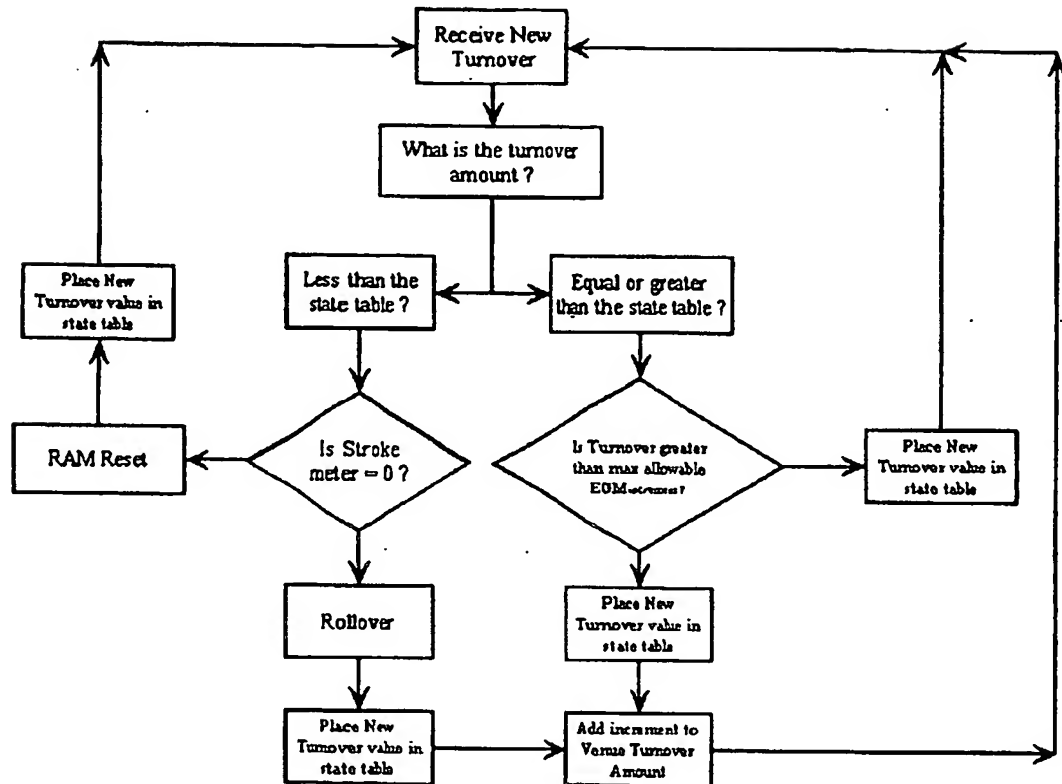 Receive New
Turnover
What is the turnover
amount ?
Place New
Turnover value in
state table
Less than the
state table ?
Equal or greater
than the state table ?
RAM Reset
Is Stroke
meter = 0 ?
Is Turnover greater
than max allowable
EGM
Place New
Turnover value in
state table
Rollover
Place New
Turnover value in
state table
Place New
Turnover value in
state table
Add increment to
Venue Turnover
Amount